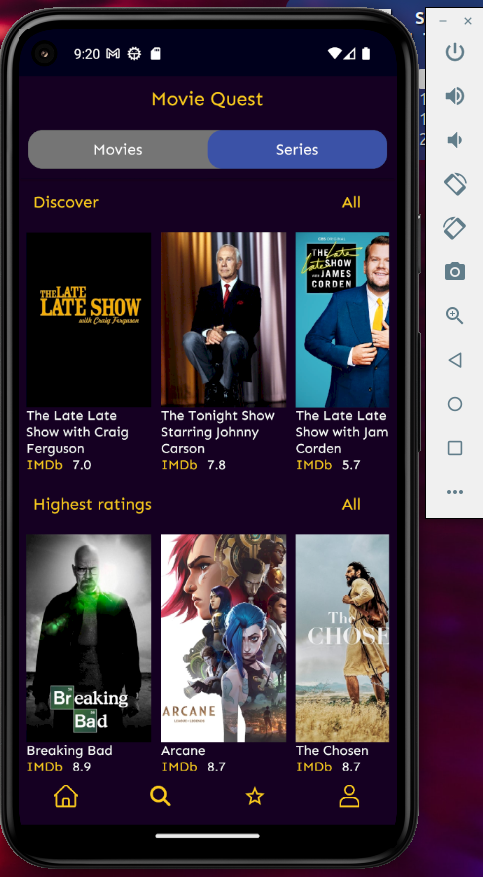 9:20
Movie Quest
Movies
Series
Discover
All
THE LATE
LATE SHOW
with Craig Ferguson
THE
Late Late
SHOW
WITH JAMES
CORDEN
The Late Late
Show with Craig
Ferguson
IMDb 7.0
The Tonight Show
Starring Johnny
Carson
IMDb 7.8
The Late Late
Show with Jam
Corden
IMDb 5.7
Highest ratings
All
Breaking
Bad
ARCANE
The
CHOSE
Breaking Bad
IMDb 8.9
Arcane
IMDb 8.7
The Chosen
IMDb 8.7